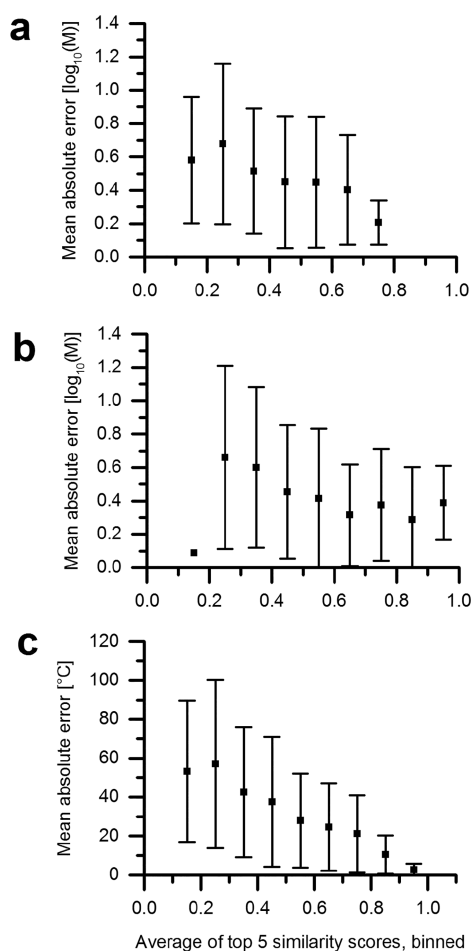 a
Mean absolute error [log10(M)]
1.4
1.2
1.0
0.8
0.6
0.4
0.2
0.0
0.0 0.2 0.4 0.6 0.8 1.0
b
Mean absolute error [log10(M)]
1.4
1.2
1.0
0.8
0.6
0.4
0.2
0.0
0.0 0.2 0.4 0.6 0.8 1.0
c
Mean absolute error [°C]
120
100
80
60
40
20
0
0.0 0.2 0.4 0.6 0.8 1.0
Average of top 5 similarity scores, binned